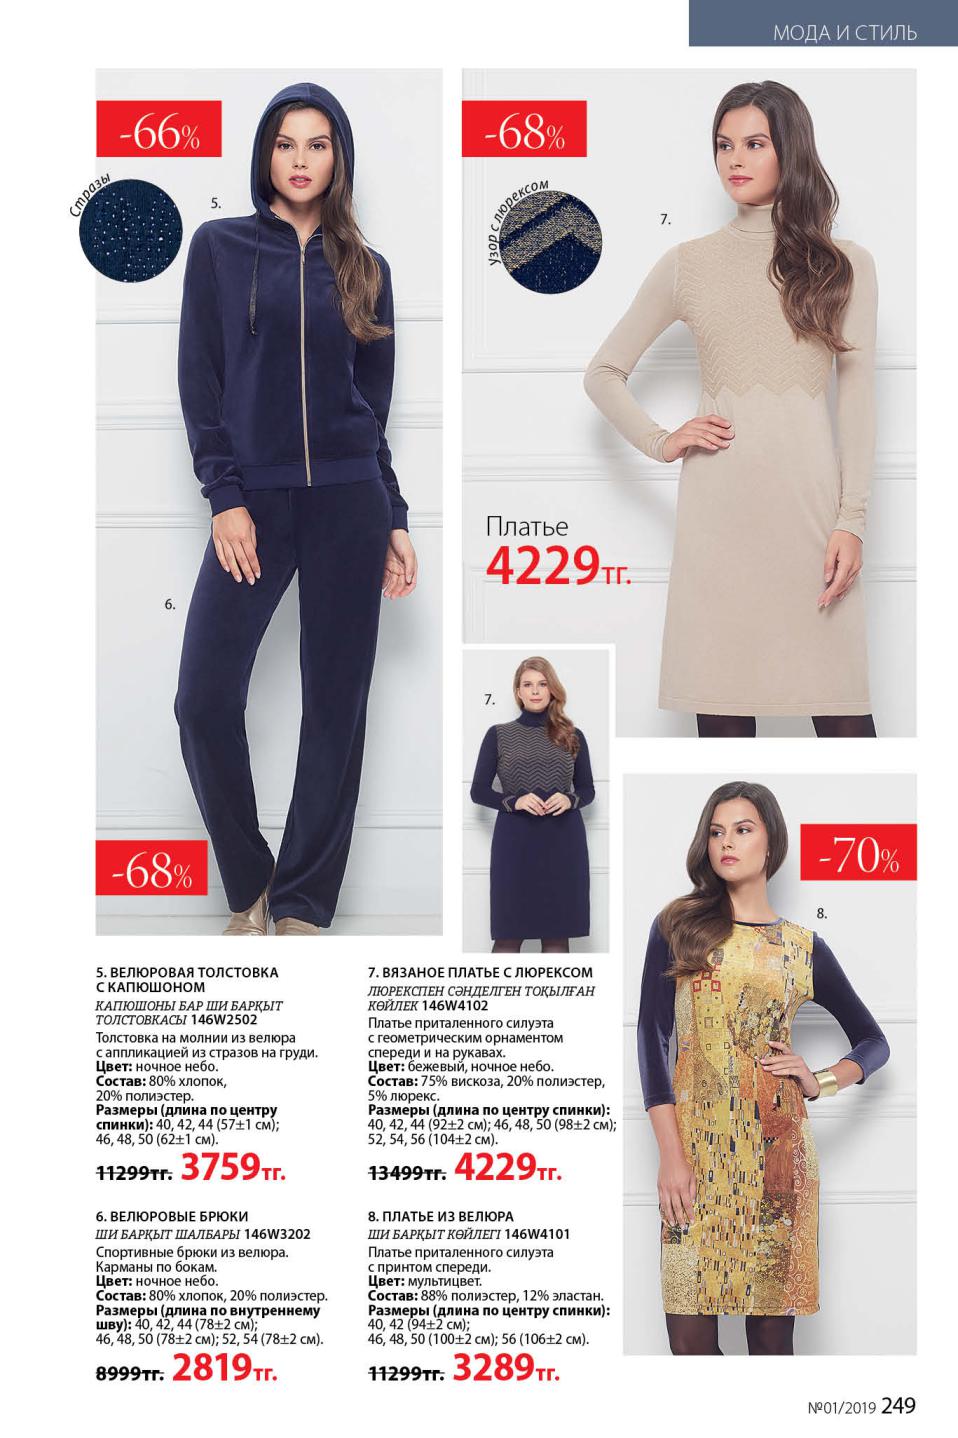 МОДА И СТИЛЬ
-66%
Стразы
5.
6.
-68%
-68%
Узор с люрексом
7.
Платье
4229тг.
7.
-70%
8.
5. ВЕЛЮРОВАЯ ТОЛСТОВКА
С КАПЮШОНОМ
КАПЮШОНЫ БАР ШИ БАРҚЫТ
ТОЛСТОВКАСЫ 146W2502
Толстовка на молнии из велюра
с аппликацией из стразов на груди.
Цвет: ночное небо.
Состав: 80% хлопок,
20% полиэстер.
Размеры (длина по центру
спинки): 40, 42, 44 (57±1 см);
46, 48, 50 (62±1 см).
11299тг. 3759тг.
6. ВЕЛЮРОВЫЕ БРЮКИ
ШИ БАРҚЫТ ШАЛБАРЫ 146W3202
Спортивные брюки из велюра.
Карманы по бокам.
Цвет: ночное небо.
Состав: 80% хлопок, 20% полиэстер.
Размеры (длина по внутреннему
шву): 40, 42, 44 (78±2 см);
46, 48, 50 (78±2 см); 52, 54 (78±2 см).
8999тг. 2819тг.
7. ВЯЗАНОЕ ПЛАТЬЕ С ЛЮРЕКСОМ
ЛЮРЕКСПЕН СӘНДЕЛГЕН ТОҚЫЛҒАН
КӨЙЛЕК 146W4102
Платье приталенного силуэта
с геометрическим орнаментом
спереди и на рукавах.
Цвет: бежевый, ночное небо.
Состав: 75% вискоза, 20% полиэстер,
5% люрекс.
Размеры (длина по центру спинки):
40, 42, 44 (92±2 см); 46, 48, 50 (98±2 см);
52, 54, 56 (104±2 см).
13499тг. 4229тг.
8. ПЛАТЬЕ ИЗ ВЕЛЮРА
ШИ БАРҚЫТ КӨЙЛЕГІ 146W4101
Платье приталенного силуэта
с принтом спереди.
Цвет: мультицвет.
Состав: 88% полиэстер, 12% эластан.
Размеры (длина по центру спинки):
40, 42 (94±2 см);
46, 48, 50 (100±2 см); 56 (106±2 см).
11299тг. 3289тг.
№01/2019 249